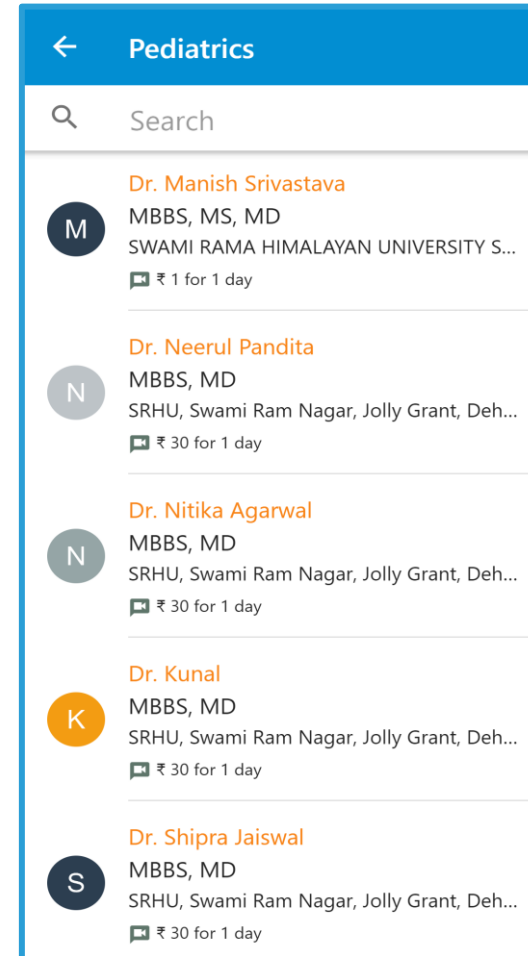 Pediatrics
Search
Dr. Manish Srivastava
M
MBBS, MS, MD
SWAMI RAMA HIMALAYAN UNIVERSITY S...
₹ 1 for 1 day
Dr. Neerul Pandita
N
MBBS, MD
SRHU, Swami Ram Nagar, Jolly Grant, Deh...
₹ 30 for 1 day
Dr. Nitika Agarwal
N
MBBS, MD
SRHU, Swami Ram Nagar, Jolly Grant, Deh...
₹ 30 for 1 day
Dr. Kunal
K
MBBS, MD
SRHU, Swami Ram Nagar, Jolly Grant, Deh...
₹ 30 for 1 day
Dr. Shipra Jaiswal
S
MBBS, MD
SRHU, Swami Ram Nagar, Jolly Grant, Deh...
₹ 30 for 1 day